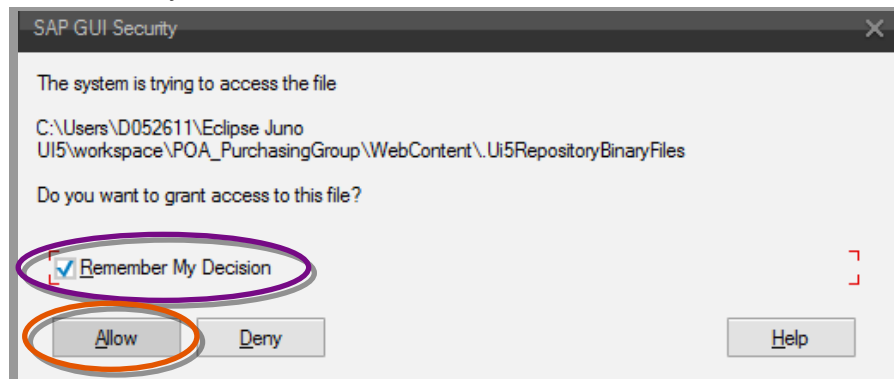 SAP GUI Security
The system is trying to access the file
C:\Users\D052611\Eclipse Juno
UI5\workspace\POA_PurchasingGroup\WebContent\.Ui5RepositoryBinaryFiles
Do you want to grant access to this file?
Remember My Decision
Allow Deny Help